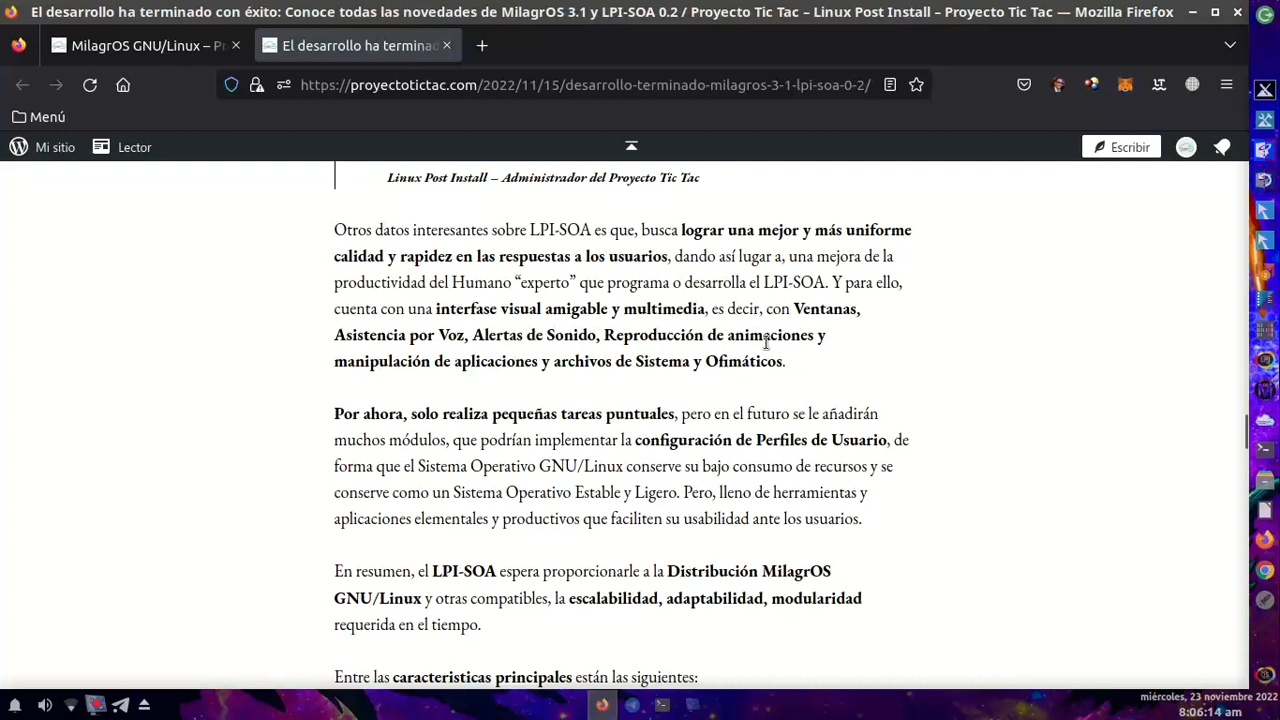 El desarrollo ha terminado con éxito: Conoce todas las novedades de MilagrOS 3.1 y LPI-SOA 0.2 / Proyecto Tic Tac – Linux Post Install – Proyecto Tic Tac — Mozilla Firefox
MilagrOS GNU/Linux – Pr
El desarrollo ha terminad
https://proyectotictac.com/2022/11/15/desarrollo-terminado-milagros-3-1-lpi-soa-0-2/
Menú
Mi sitio Lector Escribir
Linux Post Install – Administrador del Proyecto Tic Tac
Otros datos interesantes sobre LPI-SOA es que, busca lograr una mejor y más uniforme
calidad y rapidez en las respuestas a los usuarios, dando así lugar a, una mejora de la
productividad del Humano “experto” que programa o desarrolla el LPI-SOA. Y para ello,
cuenta con una interfase visual amigable y multimedia, es decir, con Ventanas,
Asistencia por Voz, Alertas de Sonido, Reproducción de animaciones y
manipulación de aplicaciones y archivos de Sistema y Ofimáticos.
Por ahora, solo realiza pequeñas tareas puntuales, pero en el futuro se le añadirán
muchos módulos, que podrían implementar la configuración de Perfiles de Usuario, de
forma que el Sistema Operativo GNU/Linux conserve su bajo consumo de recursos y se
conserve como un Sistema Operativo Estable y Ligero. Pero, lleno de herramientas y
aplicaciones elementales y productivos que faciliten su usabilidad ante los usuarios.
En resumen, el LPI-SOA espera proporcionarle a la Distribución MilagrOS
GNU/Linux y otras compatibles, la escalabilidad, adaptabilidad, modularidad
requerida en el tiempo.
Entre las caracteristicas principales están las siguientes:
miércoles, 23 noviembre 2022
8:06:14 am